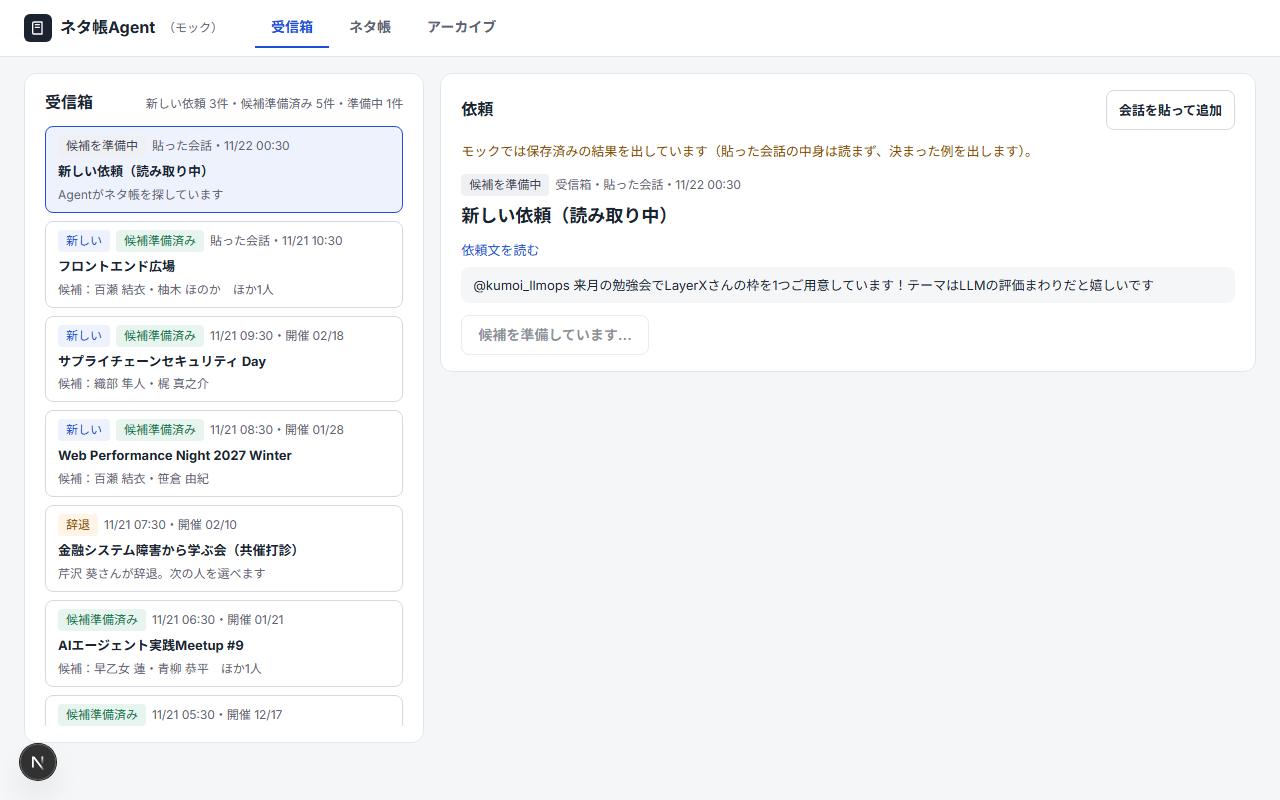 ネタ帳Agent （モック） 受信箱 ネタ帳 アーカイブ
受信箱 新しい依頼 3件・候補準備済み 5件・準備中 1件
候補を準備中 貼った会話・11/22 00:30
新しい依頼（読み取り中）
Agentがネタ帳を探しています
新しい 候補準備済み 貼った会話・11/21 10:30
フロントエンド広場
候補：百瀬 結衣・柚木 ほのか ほか1人
新しい 候補準備済み 11/21 09:30・開催 02/18
サプライチェーンセキュリティ Day
候補：織部 隼人・梶 真之介
新しい 候補準備済み 11/21 08:30・開催 01/28
Web Performance Night 2027 Winter
候補：百瀬 結衣・笹倉 由紀
辞退 11/21 07:30・開催 02/10
金融システム障害から学ぶ会（共催打診）
芹沢 葵さんが辞退。次の人を選べます
候補準備済み 11/21 06:30・開催 01/21
AIエージェント実践Meetup #9
候補：早乙女 蓮・青柳 恭平 ほか1人
候補準備済み 11/21 05:30・開催 12/17
依頼 会話を貼って追加
モックでは保存済みの結果を出しています（貼った会話の中身は読まず、決まった例を出します）。
候補を準備中 受信箱・貼った会話・11/22 00:30
新しい依頼（読み取り中）
依頼文を読む
@kumoi_llmops 来月の勉強会でLayerXさんの枠を1つご用意しています！テーマはLLMの評価まわりだと嬉しいです
候補を準備しています…
N